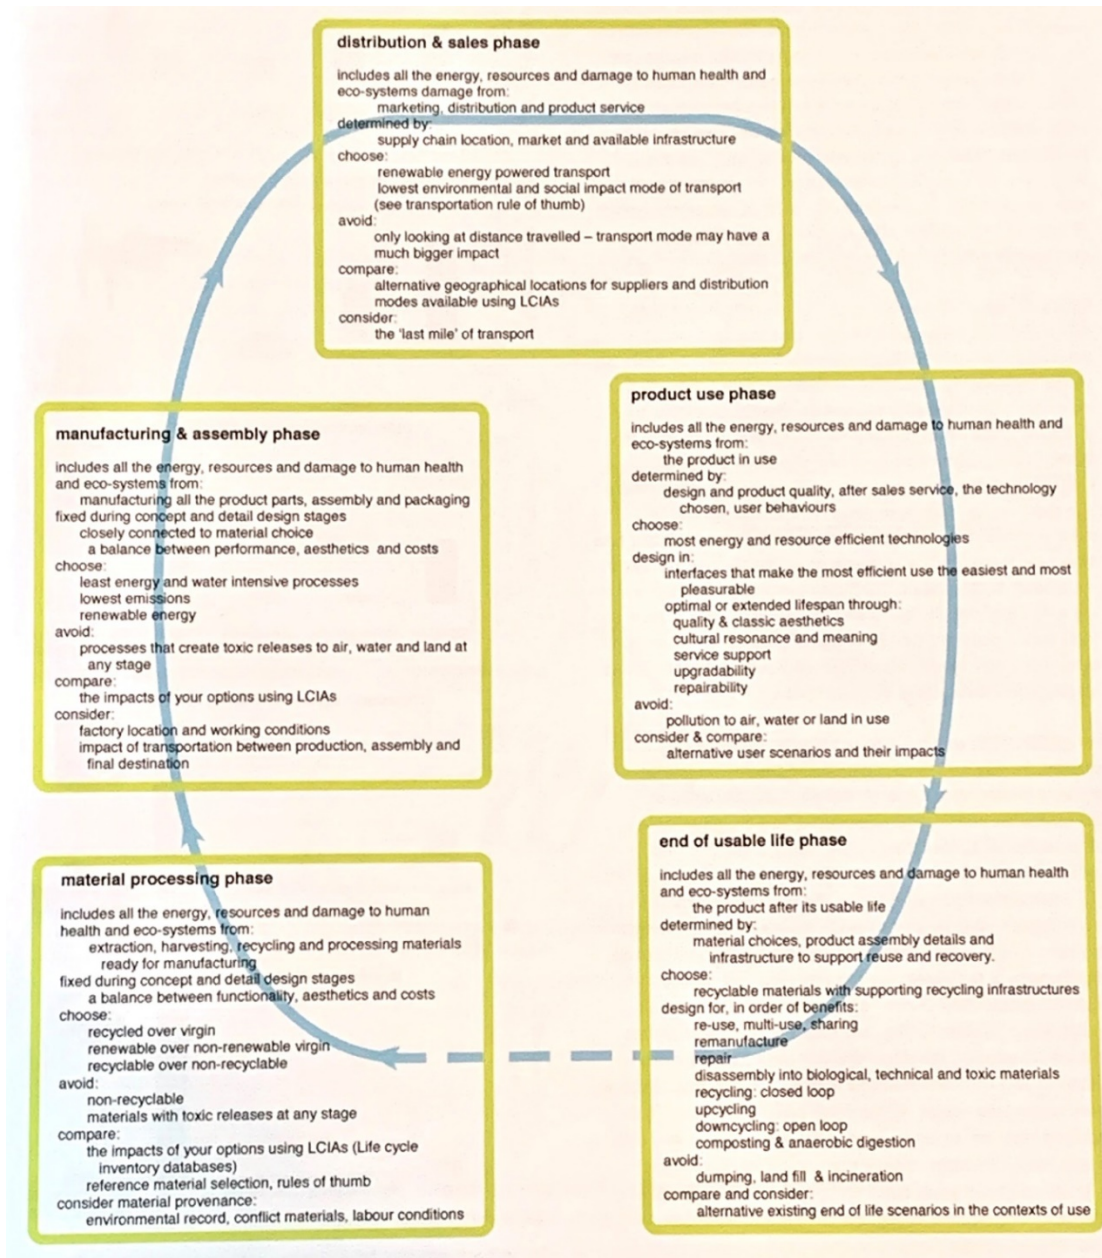 distribution & sales phase
includes all the energy, resources and damage to human health and
eco-systems damage from:
marketing, distribution and product service
determined by:
supply chain location, market and available infrastructure
choose:
renewable energy powered transport
lowest environmental and social impact mode of transport
(see transportation rule of thumb)
avoid:
only looking at distance travelled – transport mode may have a
much bigger impact
compare:
alternative geographical locations for suppliers and distribution
modes available using LCIAs
consider:
the 'last mile' of transport
product use phase
includes all the energy, resources and damage to human health and
eco-systems from:
the product in use
determined by:
design and product quality, after sales service, the technology
chosen, user behaviours
choose:
most energy and resource efficient technologies
design in:
interfaces that make the most efficient use the easiest and most
pleasurable
optimal or extended lifespan through:
quality & classic aesthetics
cultural resonance and meaning
service support
upgradability
repairability
avoid:
pollution to air, water or land in use
consider & compare:
alternative user scenarios and their impacts
end of usable life phase
includes all the energy, resources and damage to human health
and eco-systems from:
the product after its usable life
determined by:
material choices, product assembly details and
infrastructure to support reuse and recovery.
choose:
recyclable materials with supporting recycling infrastructures
design for, in order of benefits:
re-use, multi-use, sharing
remanufacture
repair
disassembly into biological, technical and toxic materials
recycling: closed loop
upcycling
downcycling: open loop
composting & anaerobic digestion
avoid:
dumping, land fill & incineration
compare and consider:
alternative existing end of life scenarios in the contexts of use
material processing phase
includes all the energy, resources and damage to human
health and eco-systems from:
extraction, harvesting, recycling and processing materials
ready for manufacturing
fixed during concept and detail design stages
a balance between functionality, aesthetics and costs
choose:
recycled over virgin
renewable over non-renewable virgin
recyclable over non-recyclable
avoid:
non-recyclable
materials with toxic releases at any stage
compare:
the impacts of your options using LCIAs (Life cycle
inventory databases)
reference material selection, rules of thumb
consider material provenance:
environmental record, conflict materials, labour conditions
manufacturing & assembly phase
includes all the energy, resources and damage to human health
and eco-systems from:
manufacturing all the product parts, assembly and packaging
fixed during concept and detail design stages
closely connected to material choice
a balance between performance, aesthetics and costs
choose:
least energy and water intensive processes
lowest emissions
renewable energy
avoid:
processes that create toxic releases to air, water and land at
any stage
compare:
the impacts of your options using LCIAs
consider:
factory location and working conditions
impact of transportation between production, assembly and
final destination